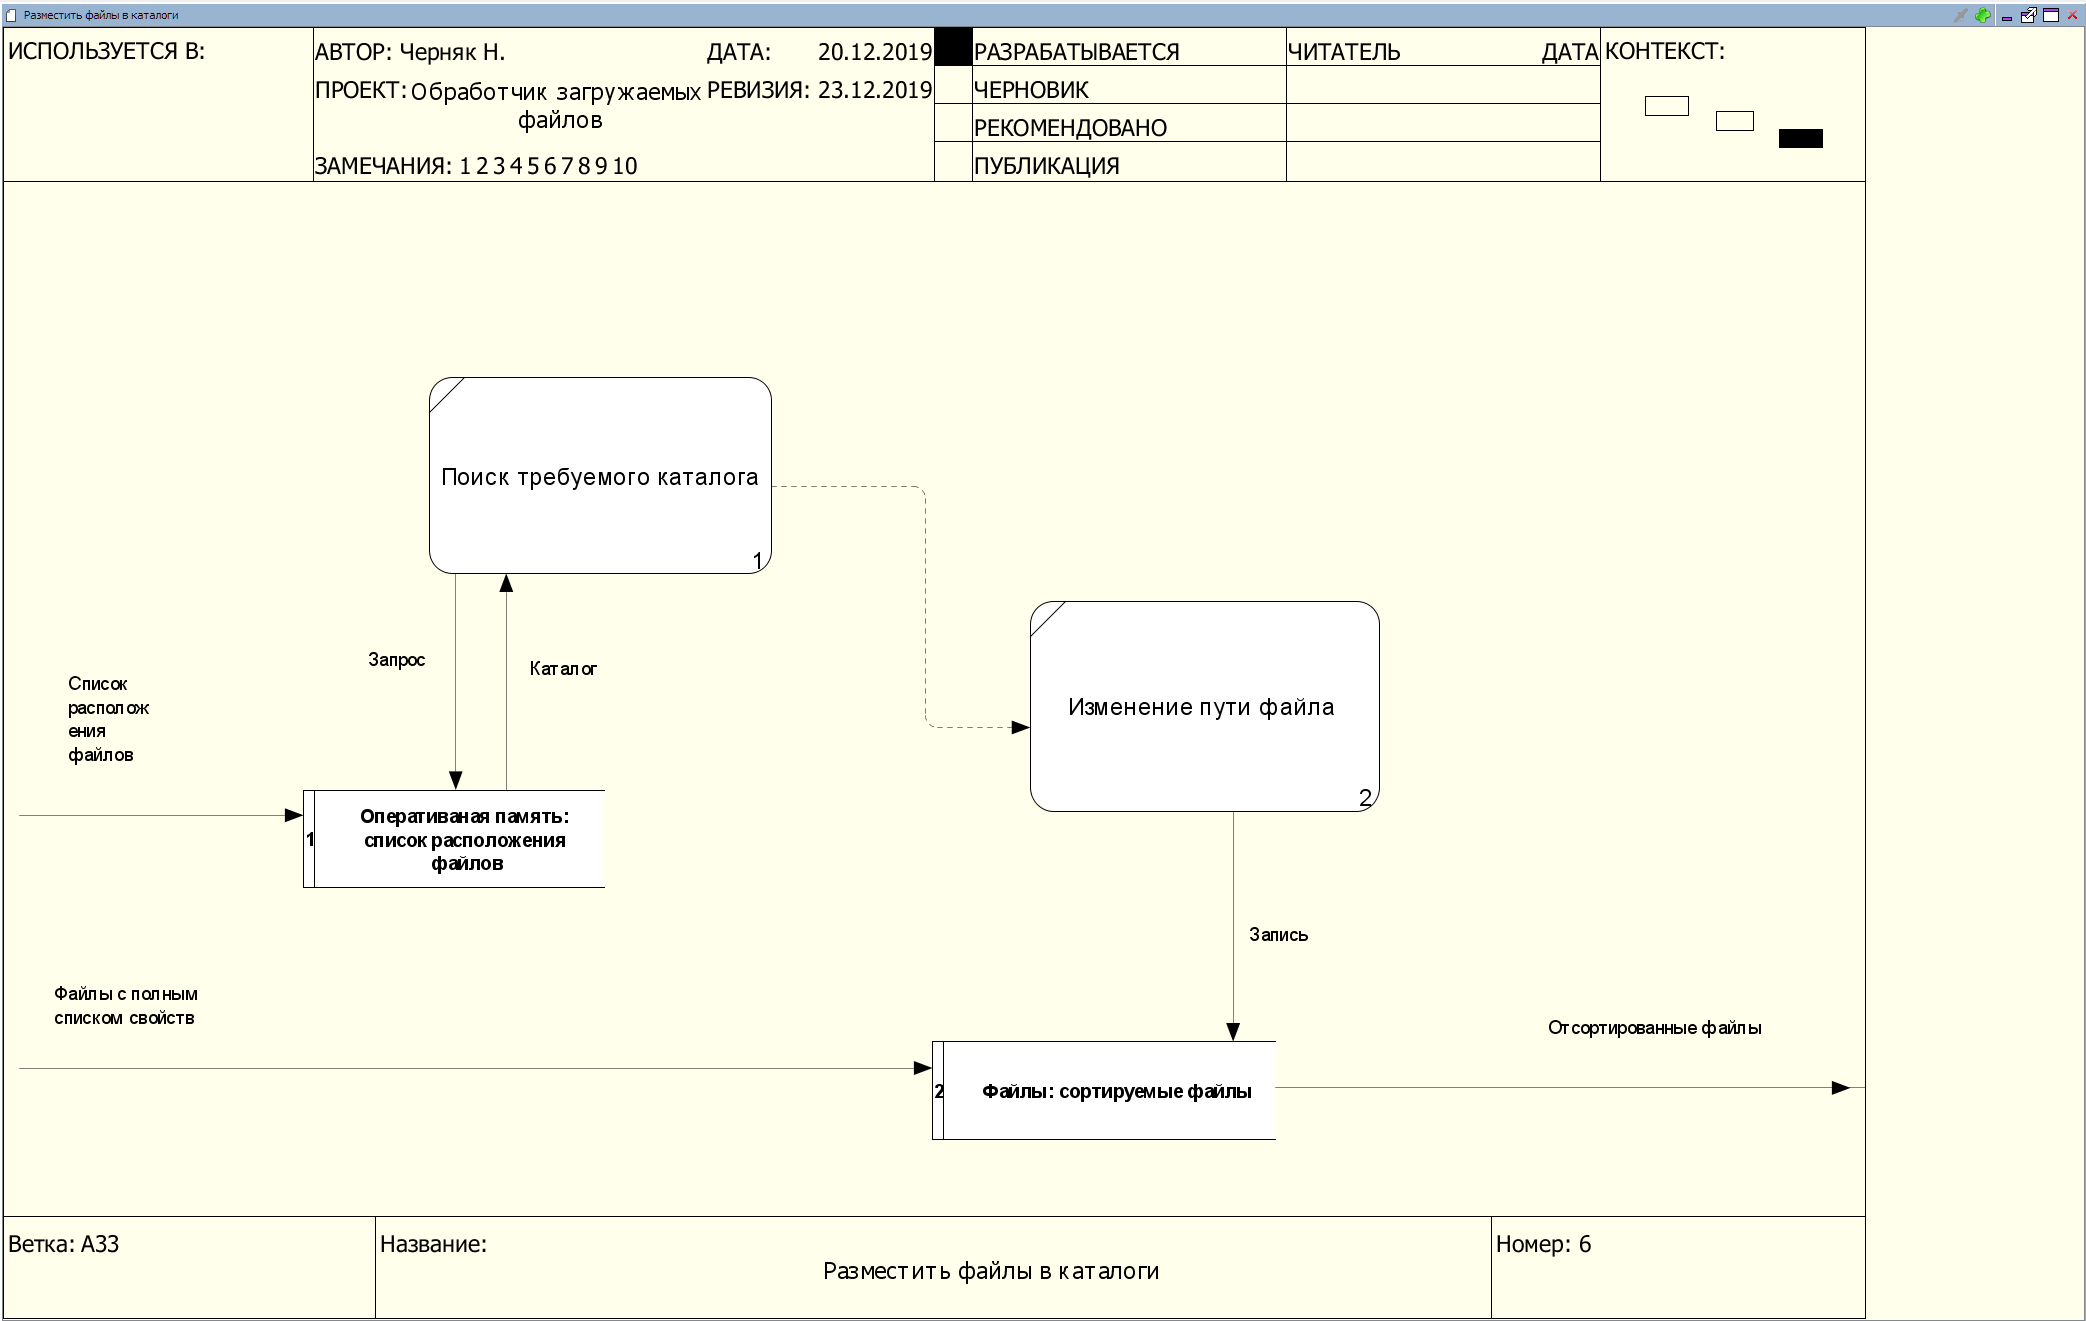 Разместить файлы в каталоги
ИСПОЛЬЗУЕТСЯ В:
АВТОР: Черняк Н.
ДАТА: 20.12.2019
ПРОЕКТ: Обработчик загружаемых
файлов
РЕВИЗИЯ: 23.12.2019
ЗАМЕЧАНИЯ: 1 2 3 4 5 6 7 8 9 10
РАЗРАБАТЫВАЕТСЯ
ЧЕРНОВИК
РЕКОМЕНДОВАНО
ПУБЛИКАЦИЯ
ЧИТАТЕЛЬ ДАТА
КОНТЕКСТ:
Поиск требуемого каталога
1
Запрос
Каталог
Список
располож
ения
файлов
1
Оперативаная память:
список расположения
файлов
Изменение пути файла
2
Запись
Файлы с полным
списком свойств
2
Файлы: сортируемые файлы
Отсортированные файлы
Ветка: A33
Название:
Разместить файлы в каталоги
Номер: 6